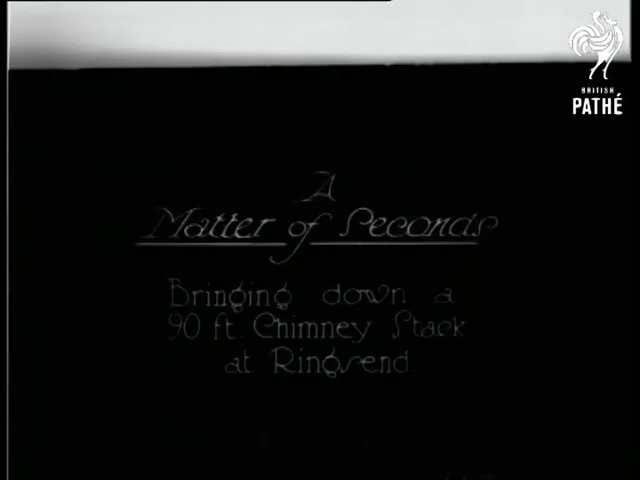 BRITISH
PATHÉ
A
Matter of Seconds
Bringing down a
90 ft. Chimney Stack
at Ringsend.